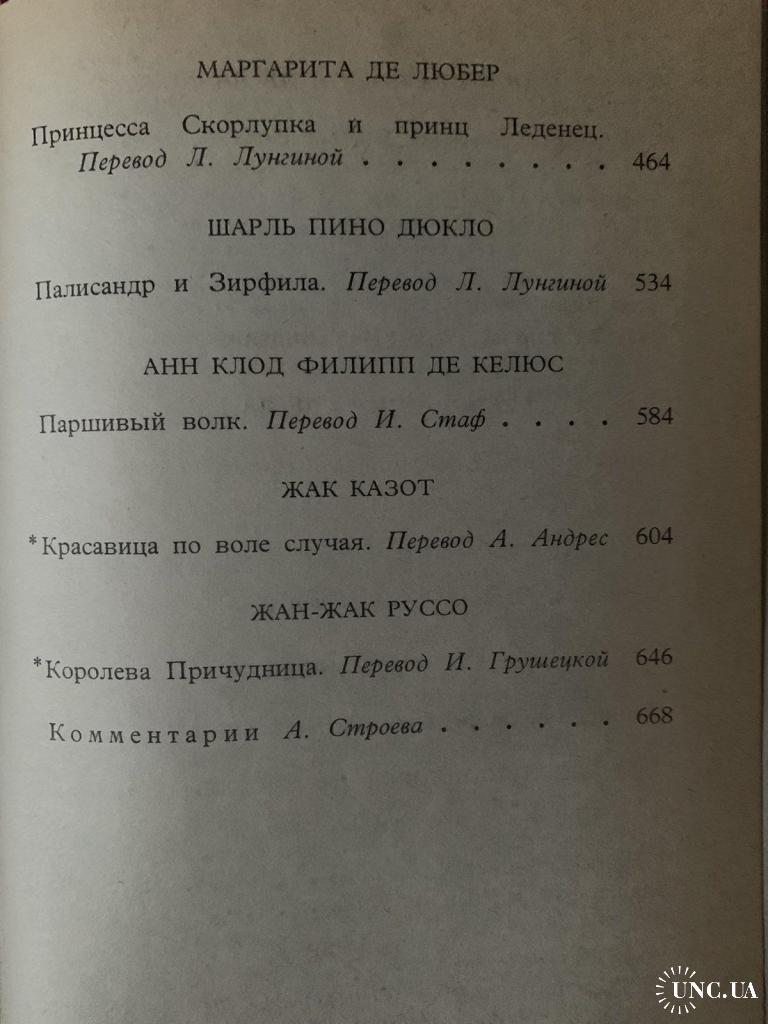 МАРГАРИТА ДЕ ЛЮБЕР
Принцесса Скорлупка и принц Леденец.
Перевод Л. Лунгиной . . . . . . . . 464
ШАРЛЬ ПИНО ДЮКЛО
Палисандр и Зирфила. Перевод Л. Лунгиной 534
АНН КЛОД ФИЛИПП ДЕ КЕЛЮС
Паршивый волк. Перевод И. Стаф . . . . 584
ЖАК КАЗОТ
*Красавица по воле случая. Перевод А. Андрес 604
ЖАН-ЖАК РУССО
*Королева Причудница. Перевод И. Грушецкой 646
Комментарии А. Строева . . . . . . 668
UNC.UA